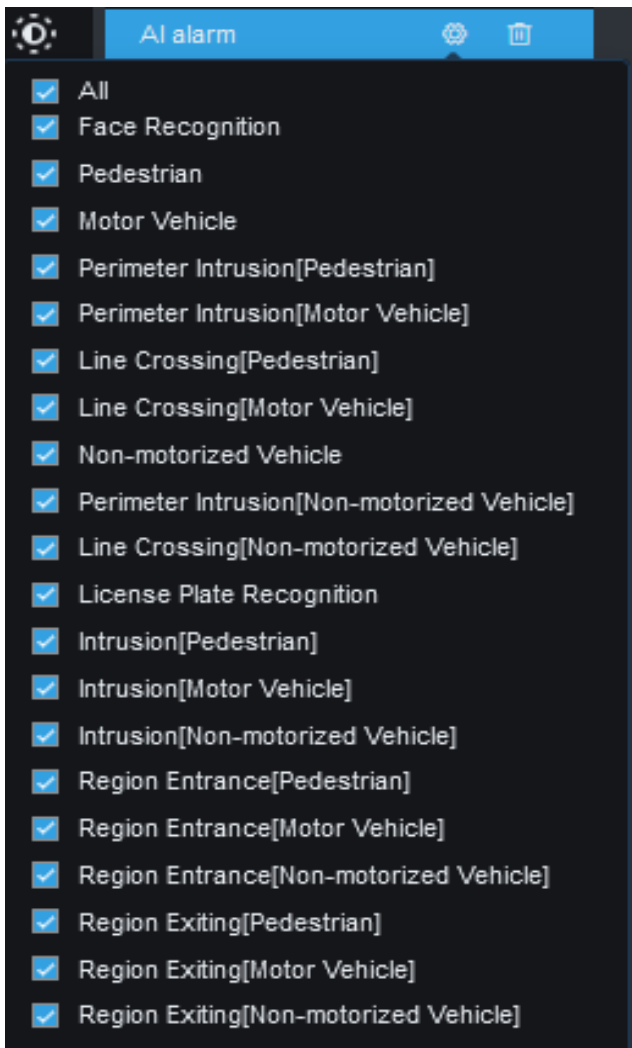 AI alarm
All
Face Recognition
Pedestrian
Motor Vehicle
Perimeter Intrusion[Pedestrian]
Perimeter Intrusion[Motor Vehicle]
Line Crossing[Pedestrian]
Line Crossing[Motor Vehicle]
Non-motorized Vehicle
Perimeter Intrusion[Non-motorized Vehicle]
Line Crossing[Non-motorized Vehicle]
License Plate Recognition
Intrusion[Pedestrian]
Intrusion[Motor Vehicle]
Intrusion[Non-motorized Vehicle]
Region Entrance[Pedestrian]
Region Entrance[Motor Vehicle]
Region Entrance[Non-motorized Vehicle]
Region Exiting[Pedestrian]
Region Exiting[Motor Vehicle]
Region Exiting[Non-motorized Vehicle]